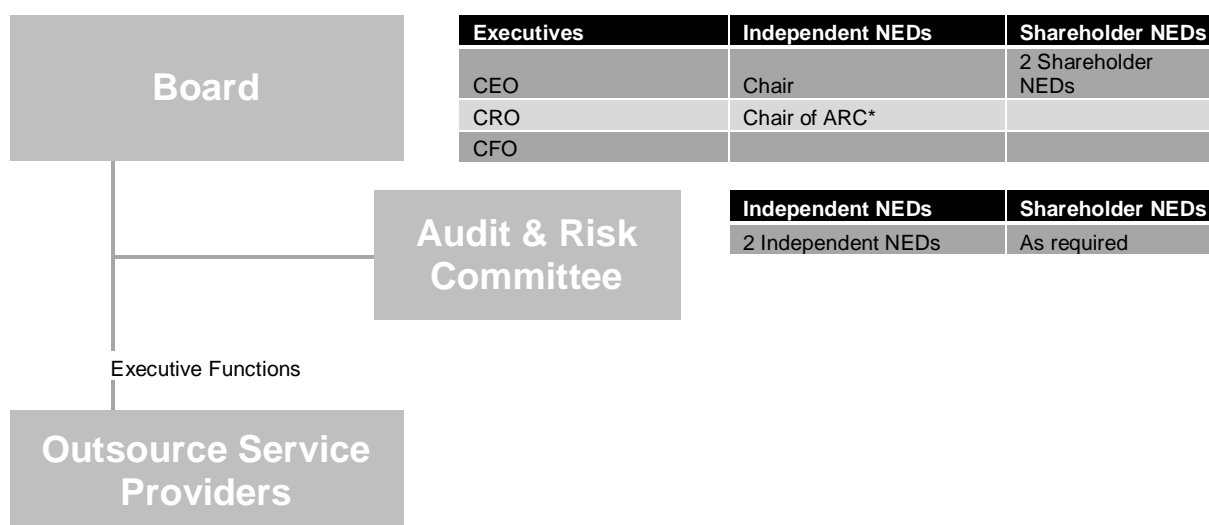 Board
Executives Independent NEDs Shareholder NEDs
CEO Chair 2 Shareholder
NEDs
CRO Chair of ARC*
CFO
Audit & Risk
Committee
Independent NEDs Shareholder NEDs
2 Independent NEDs As required
Executive Functions
Outsource Service
Providers